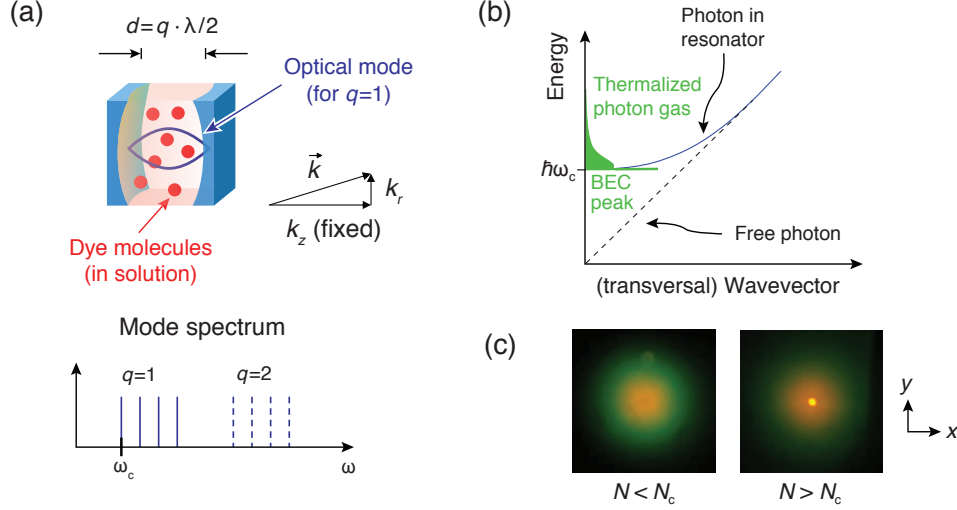 (a)
d=q·λ/2
Optical mode
(for q=1)
k⃗
k_r
k_z (fixed)
Dye molecules
(in solution)
Mode spectrum
q=1
q=2
ω_c
ω
(b)
Energy
Photon in
resonator
Thermalized
photon gas
ħω_c
BEC
peak
Free photon
(transversal) Wavevector
(c)
N < N_c
N > N_c
y
x